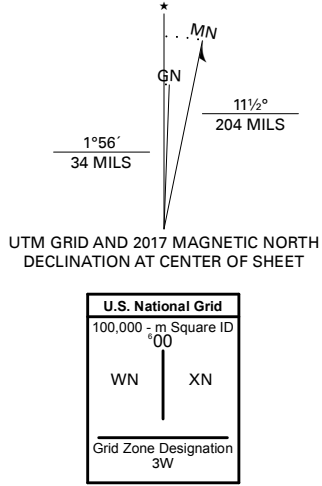 ★
MN
GN
11½°
204 MILS
1°56´
34 MILS
UTM GRID AND 2017 MAGNETIC NORTH
DECLINATION AT CENTER OF SHEET
U.S. National Grid
100,000 - m Square ID
⁶00
WN XN
Grid Zone Designation
3W